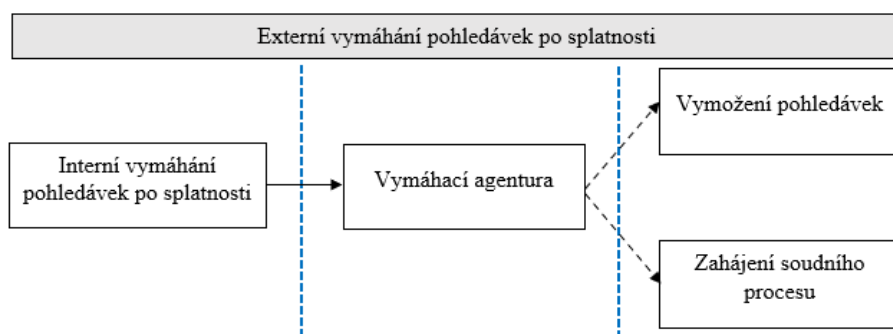 Externí vymáhání pohledávek po splatnosti
Interní vymáhání
pohledávek po splatnosti
Vymáhací agentura
Vymožení pohledávek
Zahájení soudního
procesu